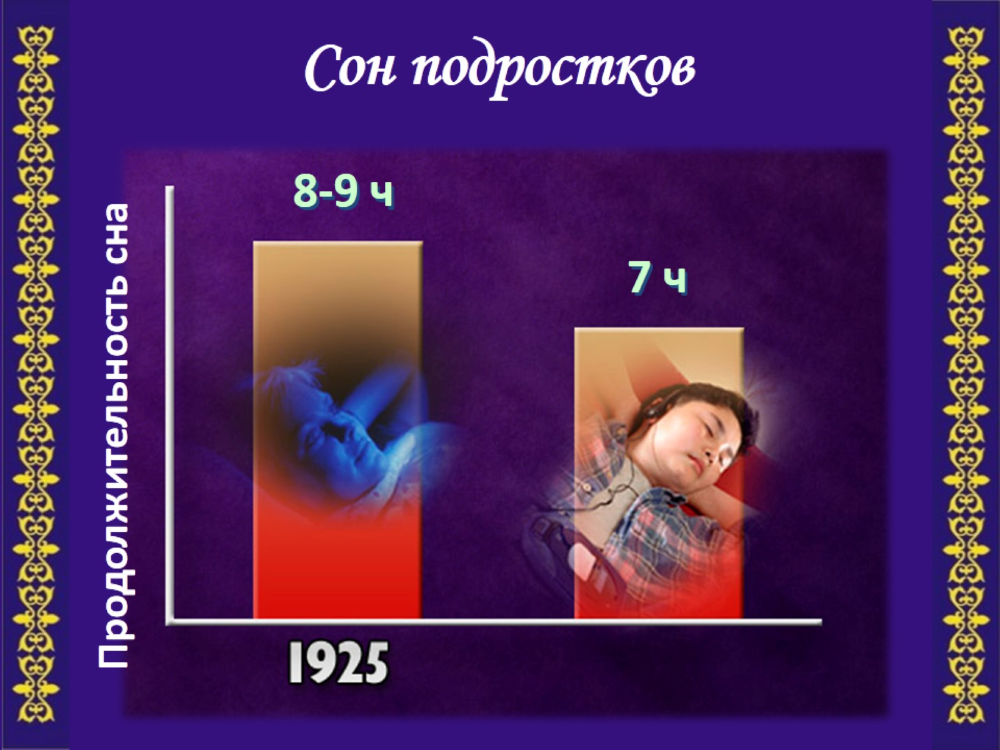 Сон подростков
8-9 ч
7 ч
Продолжительность сна
1925